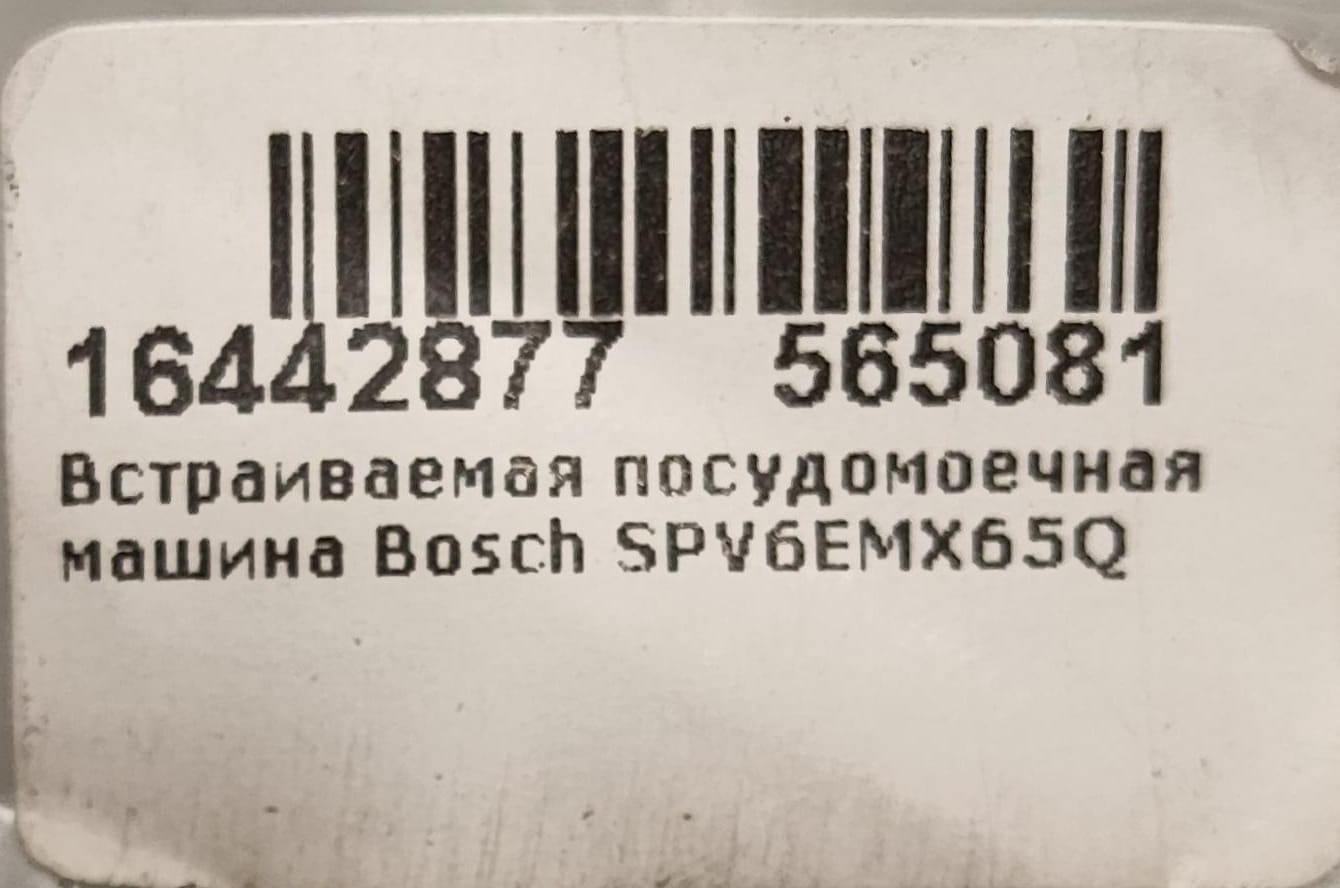 16442877 565081
Встраиваемая посудомоечная
машина Bosch SPV6EMX65Q